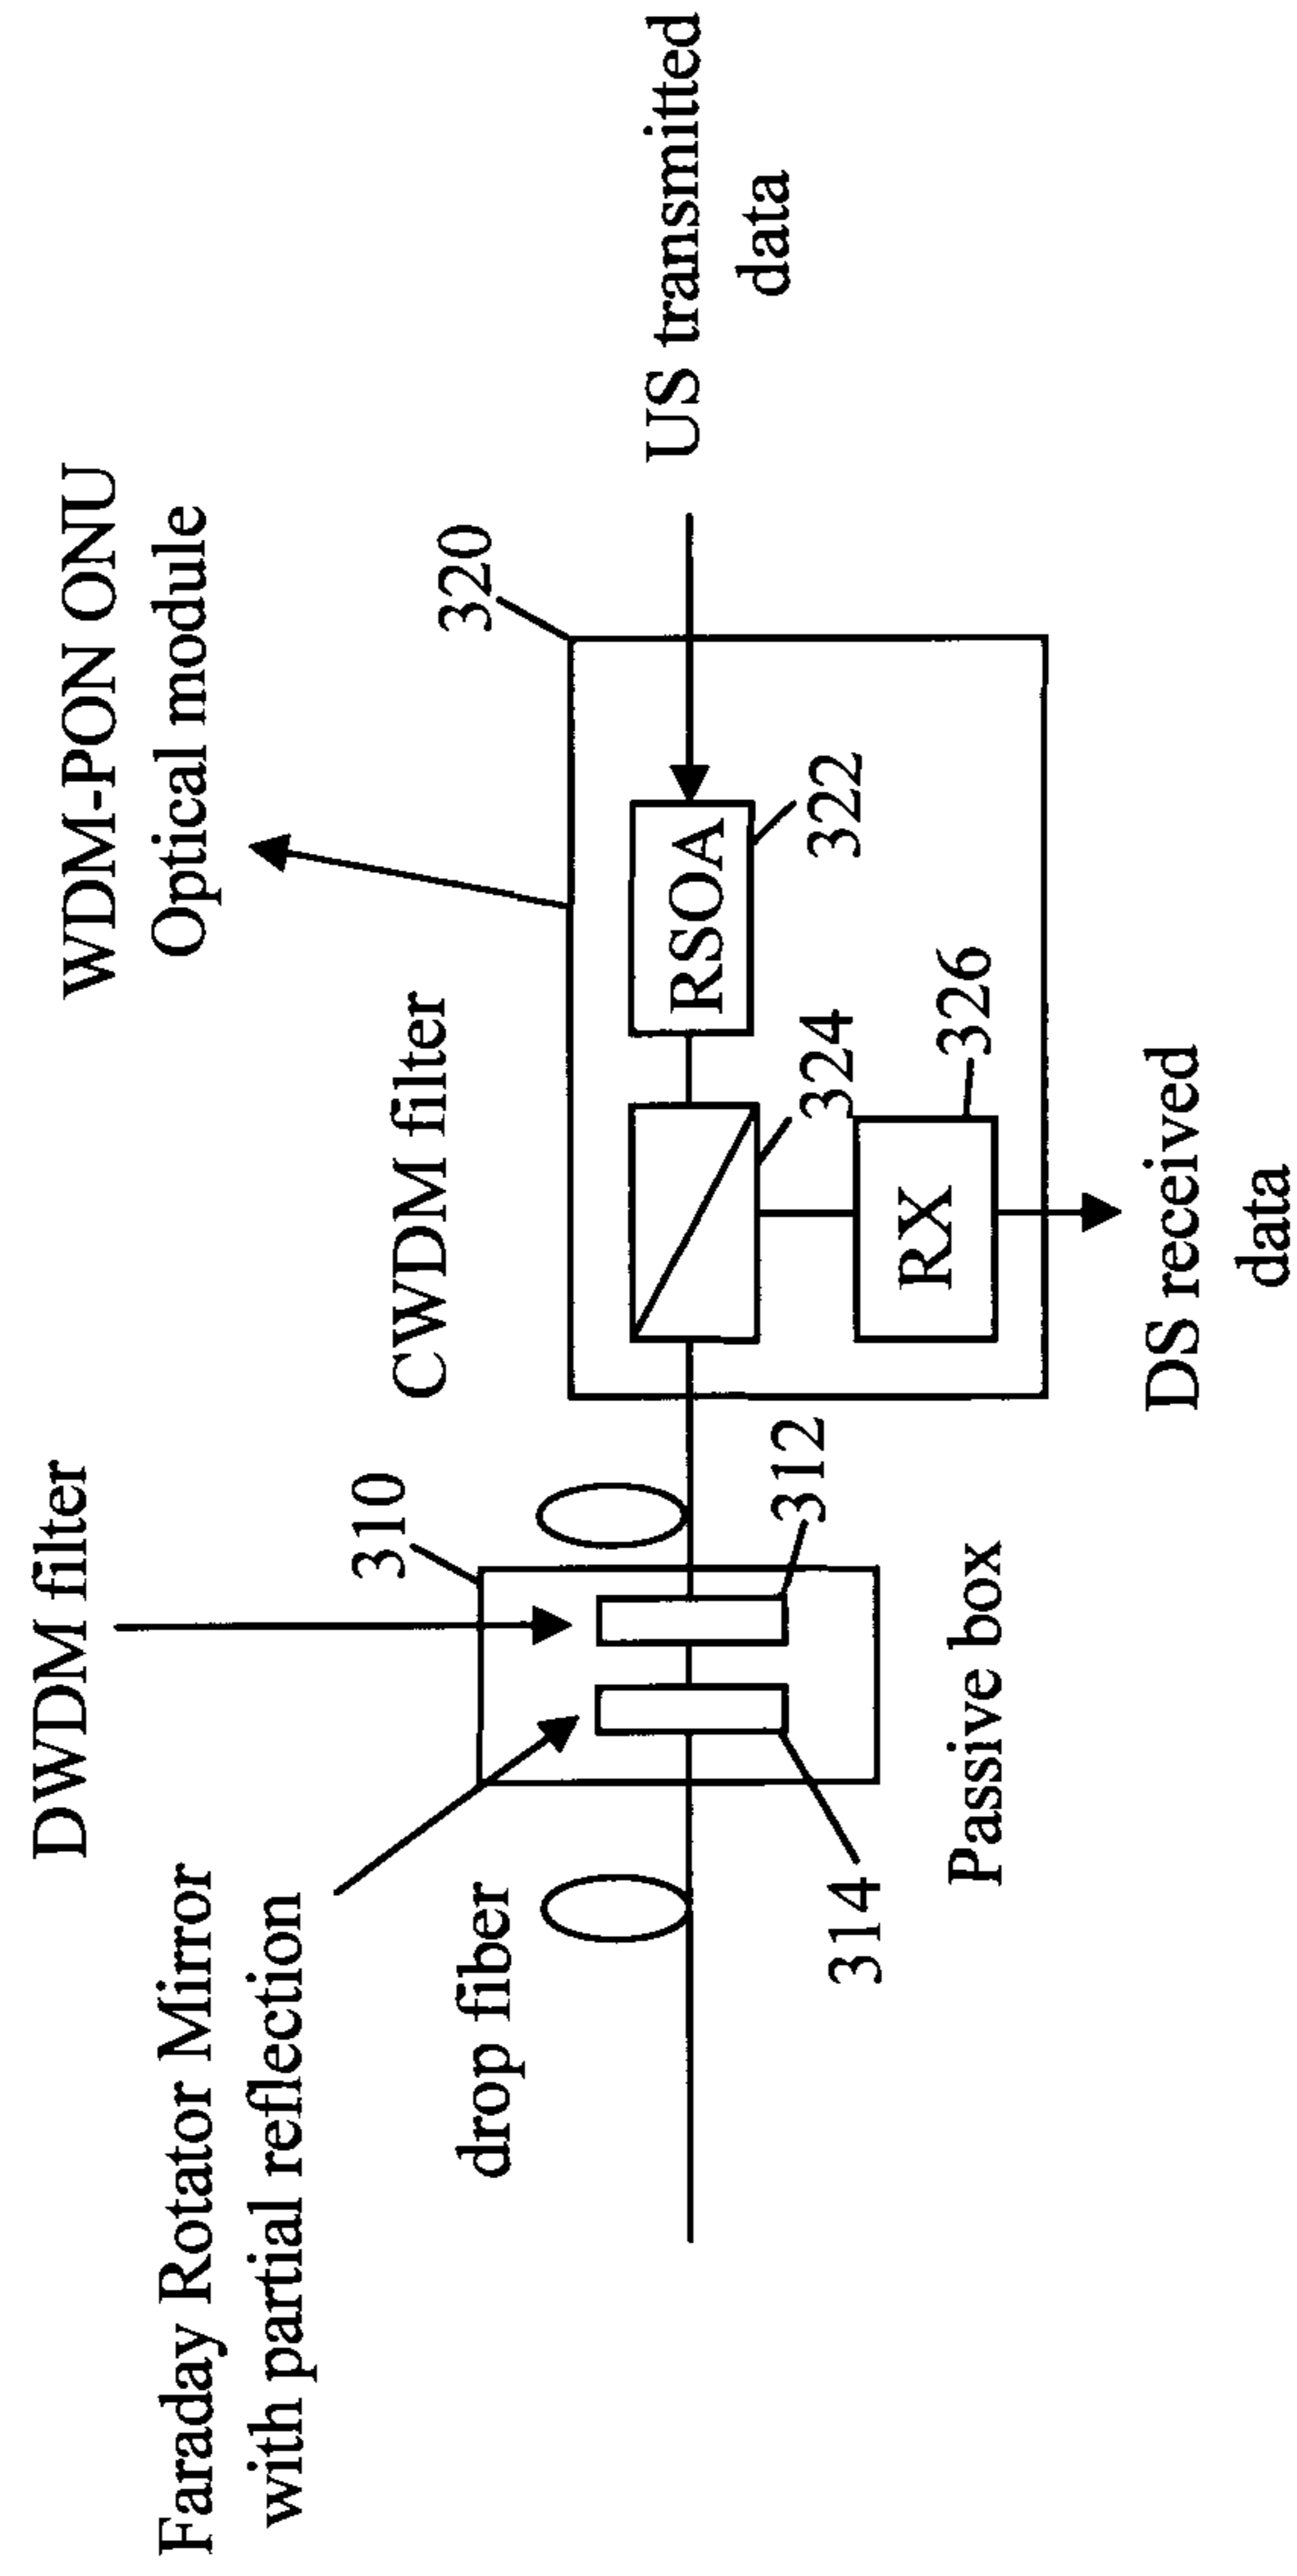 WDM-PON ONU
Optical module
DWDM filter
CWDM filter
320
310
Faraday Rotator Mirror
with partial reflection
drop fiber
RSOA
US transmitted
data
322
324
312
314
326
RX
Passive box
DS received
data